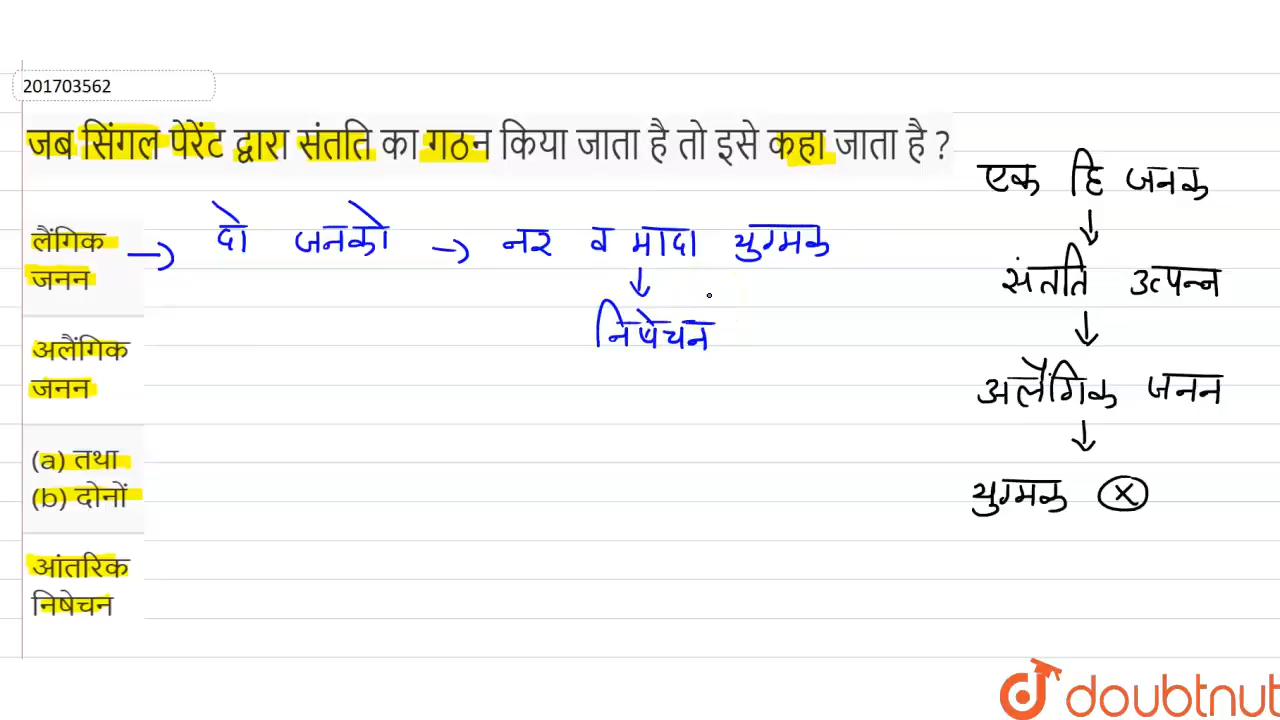 201703562
जब सिंगल पेरेंट द्वारा संतति का गठन किया जाता है तो इसे कहा जाता है ?
एक हि जनक
↓
संतति उत्पन्न
↓
अलैंगिक जनन
↓
युग्मक (X)
लैंगिक
जनन
→ दो जनको → नर व मादा युग्मक
↓
निषेचन
अलैंगिक
जनन
(a) तथा
(b) दोनों
आंतरिक
निषेचन
doubtnut